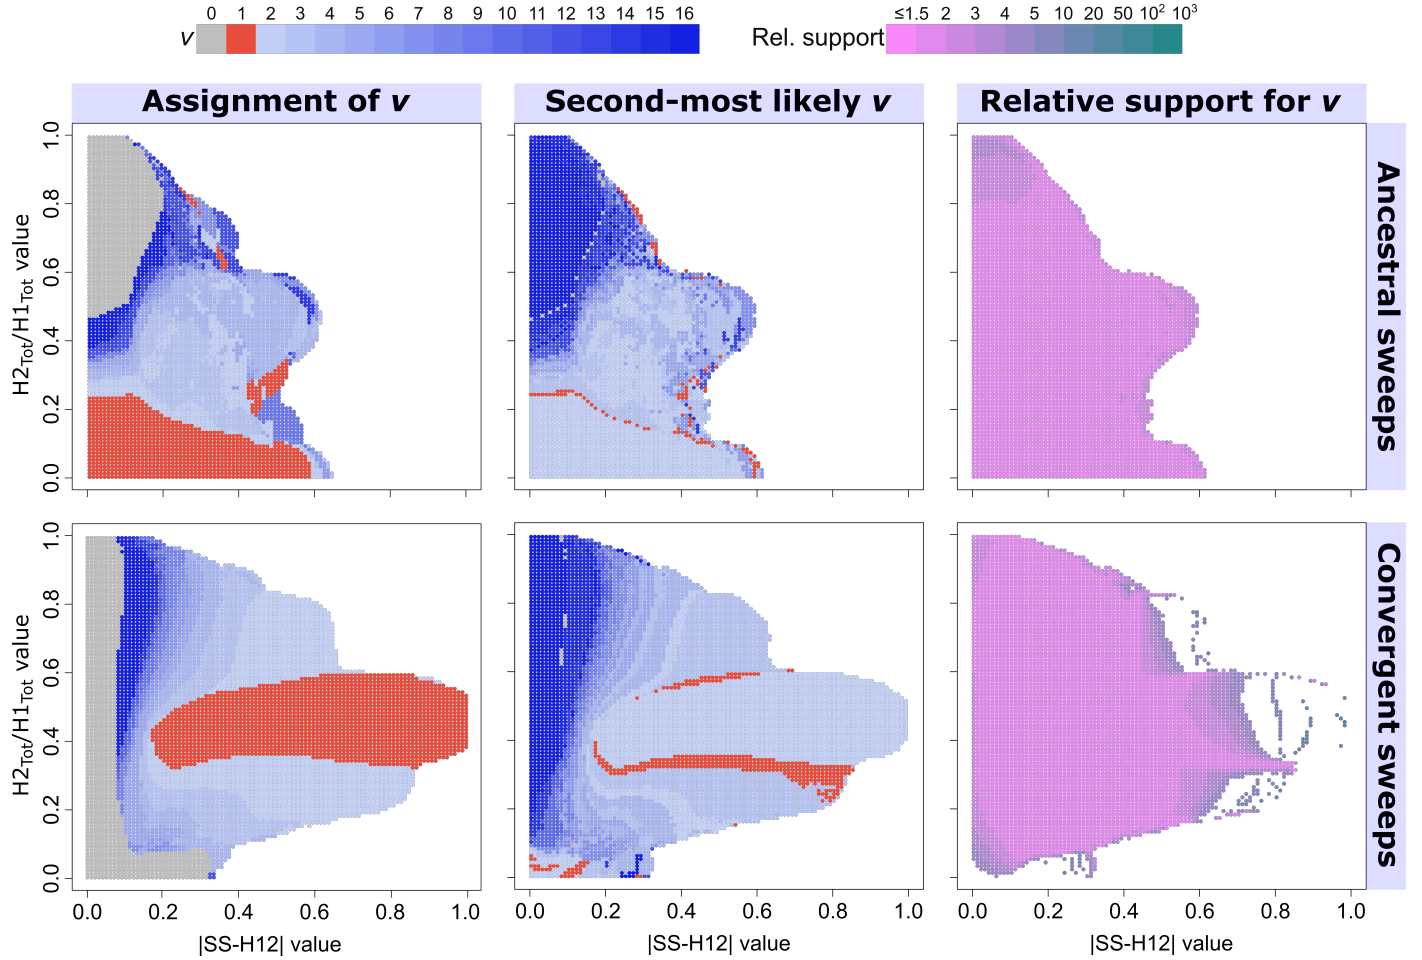 0 1 2 3 4 5 6 7 8 9 10 11 12 13 14 15 16
v
≤1.5 2 3 4 5 10 20 50 10² 10³
Rel. support
Assignment of v
Second-most likely v
Relative support for v
H2Tot/H1Tot value
1.0
0.8
0.6
0.4
0.2
0.0
Ancestral sweeps
H2Tot/H1Tot value
1.0
0.8
0.6
0.4
0.2
0.0
Convergent sweeps
0.0 0.2 0.4 0.6 0.8 1.0
0.0 0.2 0.4 0.6 0.8 1.0
0.0 0.2 0.4 0.6 0.8 1.0
|SS-H12| value
|SS-H12| value
|SS-H12| value